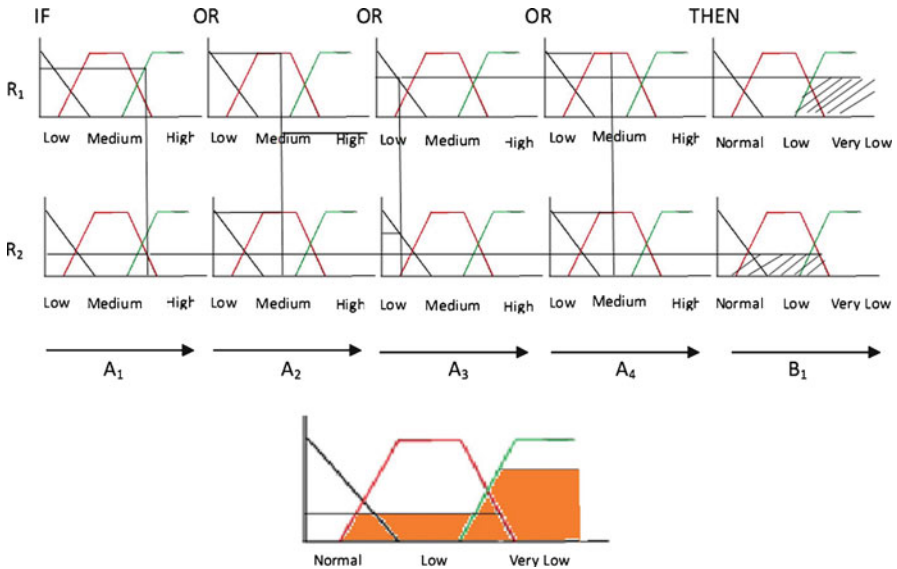 IF OR OR OR THEN
R1
Low Medium High Low Medium High Low Medium High Low Medium High Normal Low Very Low
R2
Low Medium High Low Medium High Low Medium High Low Medium High Normal Low Very Low
A1 A2 A3 A4 B1
Normal Low Very Low